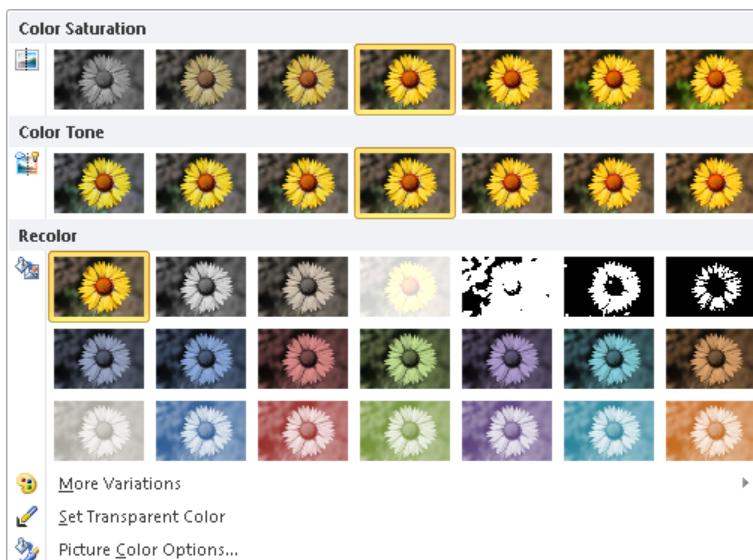 Color Saturation
Color Tone
Recolor
More Variations
Set Transparent Color
Picture Color Options...